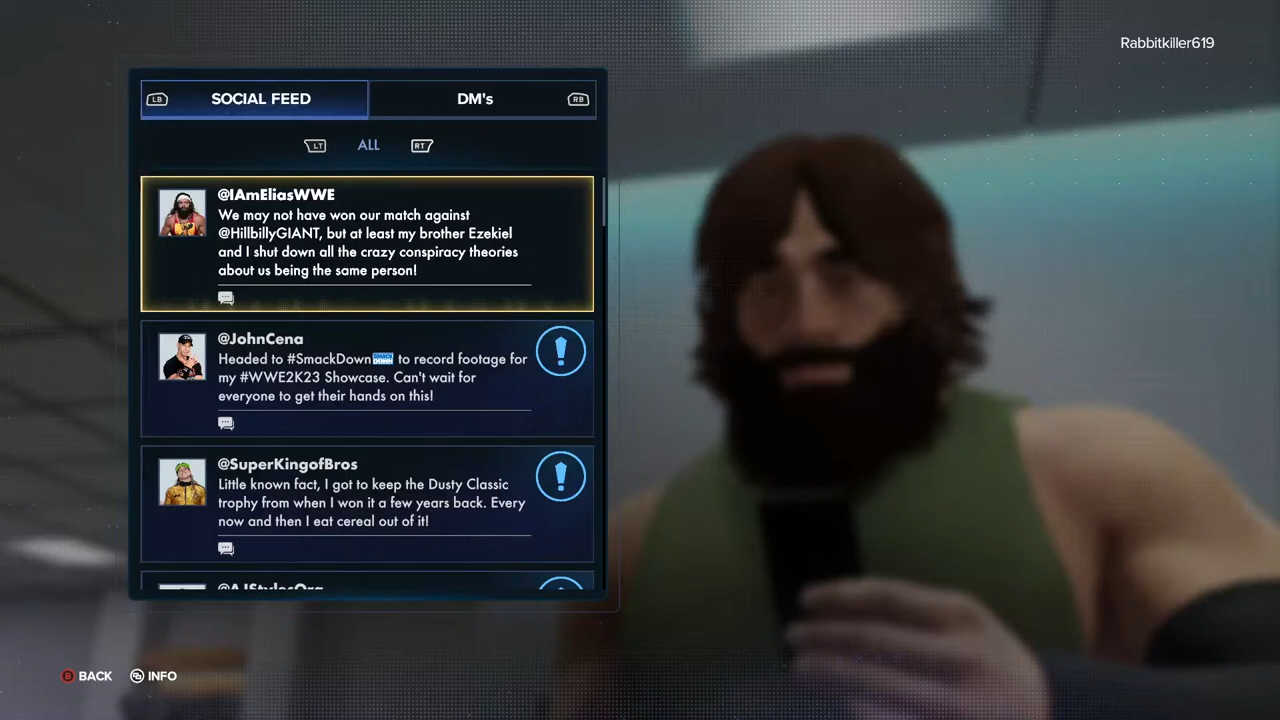 Rabbitkiller619
LB SOCIAL FEED DM's RB
LT ALL RT
@IAmEliasWWE
We may not have won our match against
@HillbillyGIANT, but at least my brother Ezekiel
and I shut down all the crazy conspiracy theories
about us being the same person!
@JohnCena
Headed to #SmackDown to record footage for
my #WWE2K23 Showcase. Can't wait for
everyone to get their hands on this!
@SuperKingofBros
Little known fact, I got to keep the Dusty Classic
trophy from when I won it a few years back. Every
now and then I eat cereal out of it!
@AJStylesOrg
B BACK INFO